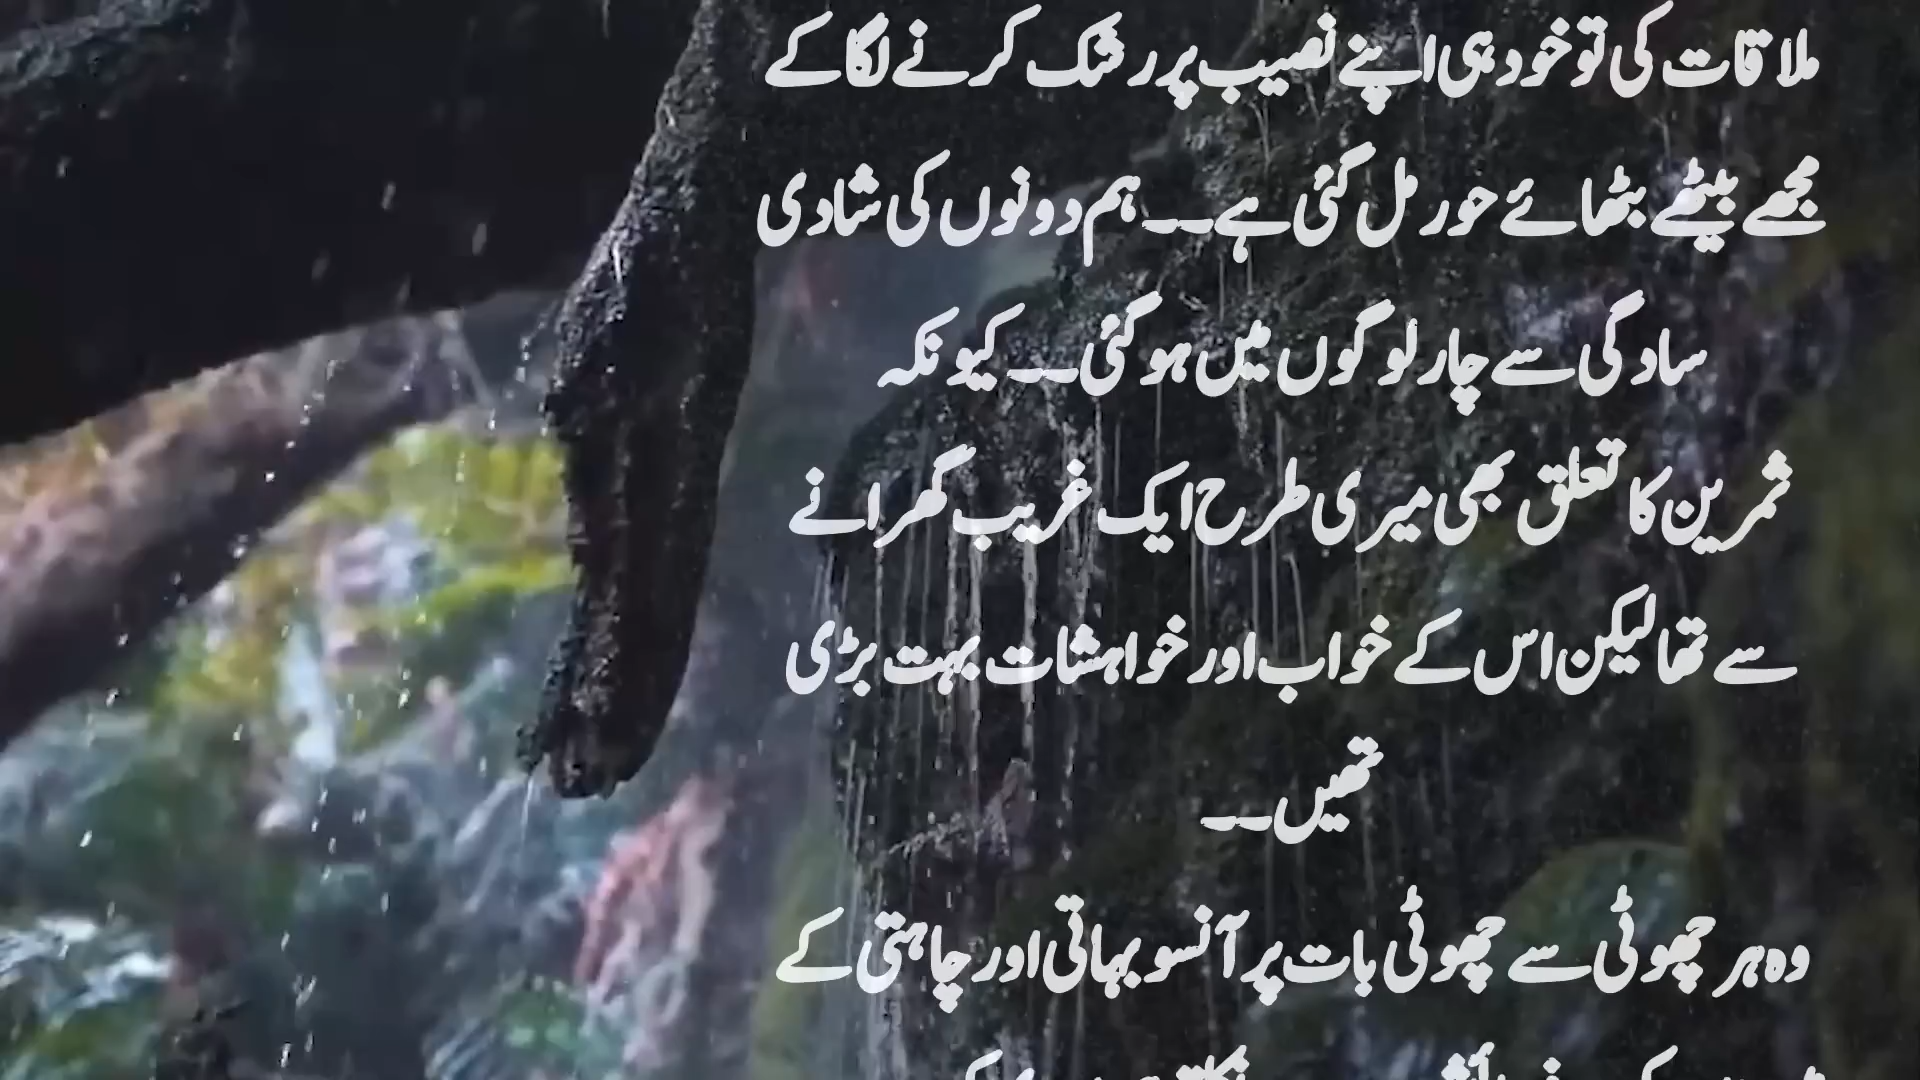 ملاقات کی تو خود ہی اپنے نصیب پر رشک کرنے لگا کے
مجھے بیٹھے بٹھائے حور مل گئی ہے۔۔ ہم دونوں کی شادی
سادگی سے چار لوگوں میں ہو گئی۔۔ کیونکہ
ثمرین کا تعلق بھی میری طرح ایک غریب گھرانے
سے تھا لیکن اس کے خواب اور خواہشات بہت بڑی
تھیں۔۔
وہ ہر چھوٹی سے چھوٹی بات پر آنسو بہاتی اور چاہتی کے